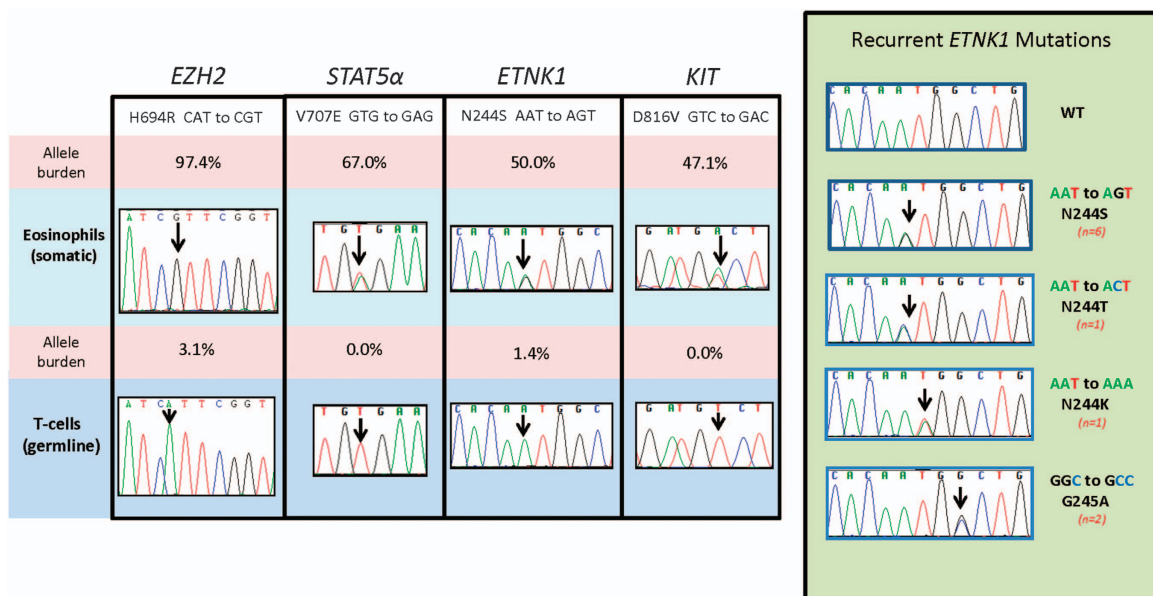 EZH2 STAT5α ETNK1 KIT
H694R CAT to CGT V707E GTG to GAG N244S AAT to AGT D816V GTC to GAC
Allele
burden
97.4% 67.0% 50.0% 47.1%
Eosinophils
(somatic)
A T C G T T C G G T
T G T G A A
C A C A A T G G C
G A T G A C T
Allele
burden
3.1% 0.0% 1.4% 0.0%
T-cells
(germline)
A T C A T T C G G T
T G T G A A
C A C A A T G G C
G A T G T C T
Recurrent ETNK1 Mutations
C A C A A T G G C T G
WT
C A C A A T G G C T G
AAT to AGT
N244S
(n=6)
C A C A A T G G C T G
AAT to ACT
N244T
(n=1)
C A C A A T G G C T G
AAT to AAA
N244K
(n=1)
C A C A A T G G C T G
GGC to GCC
G245A
(n=2)